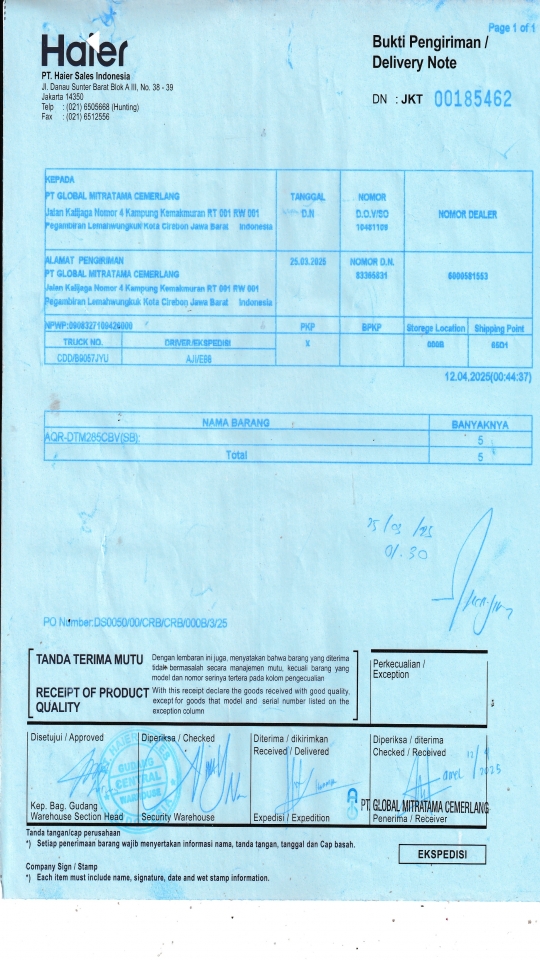 Page 1 of 1
Haier
Bukti Pengiriman /
Delivery Note
PT. Haier Sales Indonesia
Jl. Danau Sunter Barat Blok A III, No. 38 - 39
Jakarta 14350
Telp : (021) 6505668 (Hunting)
Fax : (021) 6512556
DN : JKT 00185462
KEPADA
PT GLOBAL MITRATAMA CEMERLANG
Jalan Kalijaga Nomor 4 Kampung Kemakmuran RT 001 RW 001
Pegambiran Lemahwungkuk Kota Cirebon Jawa Barat Indonesia
TANGGAL
D.N
NOMOR
D.O.V/SO
10481109
NOMOR DEALER
ALAMAT PENGIRIMAN
PT GLOBAL MITRATAMA CEMERLANG
Jalan Kalijaga Nomor 4 Kampung Kemakmuran RT 001 RW 001
Pegambiran Lemahwungkuk Kota Cirebon Jawa Barat Indonesia
25.03.2025
NOMOR D.N.
83365831
6000581553
NPWP:0908327109426000
PKP
BPKP
Storage Location
Shipping Point
TRUCK NO.
DRIVER/EKSPEDISI
X
000B
65D1
CDD/B9057JYU
AJI/EBB
12.04.2025(00:44:37)
NAMA BARANG
BANYAKNYA
AQR-DTM285CBV(SB):
5
Total
5
25/03/25
01.30
PO Number:DS0050/00/CRB/CRB/000B/3/25
TANDA TERIMA MUTU
Dengan lembaran ini juga, menyatakan bahwa barang yang diterima
tidak bermasalah secara manajemen mutu, kecuali barang yang
model dan nomor serinya tertera pada kolom pengecualian
RECEIPT OF PRODUCT
QUALITY
With this receipt declare the goods received with good quality,
except for goods that model and serial number listed on the
exception column
Perkecualian /
Exception
Disetujui / Approved
Diperiksa / Checked
Diterima / dikirimkan
Received / Delivered
Diperiksa / diterima
Checked / Received
GUDANG
CENTRAL
WAREHOUSE
12/4
2025
PT. GLOBAL MITRATAMA CEMERLANG
Kep. Bag. Gudang
Warehouse Section Head
Security Warehouse
Expedisi / Expedition
Penerima / Receiver
Tanda tangan/cap perusahaan
*) Setiap penerimaan barang wajib menyertakan informasi nama, tanda tangan, tanggal dan Cap basah.
EKSPEDISI
Company Sign / Stamp
*) Each item must include name, signature, date and wet stamp information.